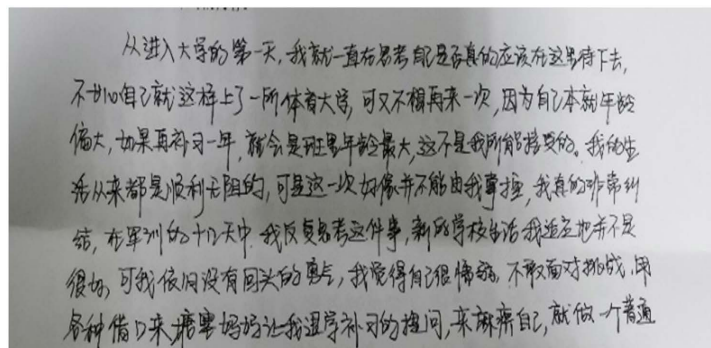 从进入大学的第一天，我就一直在思考自己是否真的应该在这里待下去，
不甘心自己就这样上了一所体育大学，可又不想再来一次，因为自己本就年龄
偏大，如果再补习一年，就会是班里年龄最大，这不是我所能接受的。我的生
活从来都是顺利无阻的，可是这一次好像并不能由我掌控，我真的非常纠
结，在军训的十几天中，我反复思考这件事，新的学校生活我适应地并不是
很好，可我依旧没有回头的勇气，我觉得自己很懦弱，不敢面对挑战，用
各种借口来搪塞妈妈让我退学补习的提问，来麻痹自己，就做一个普通